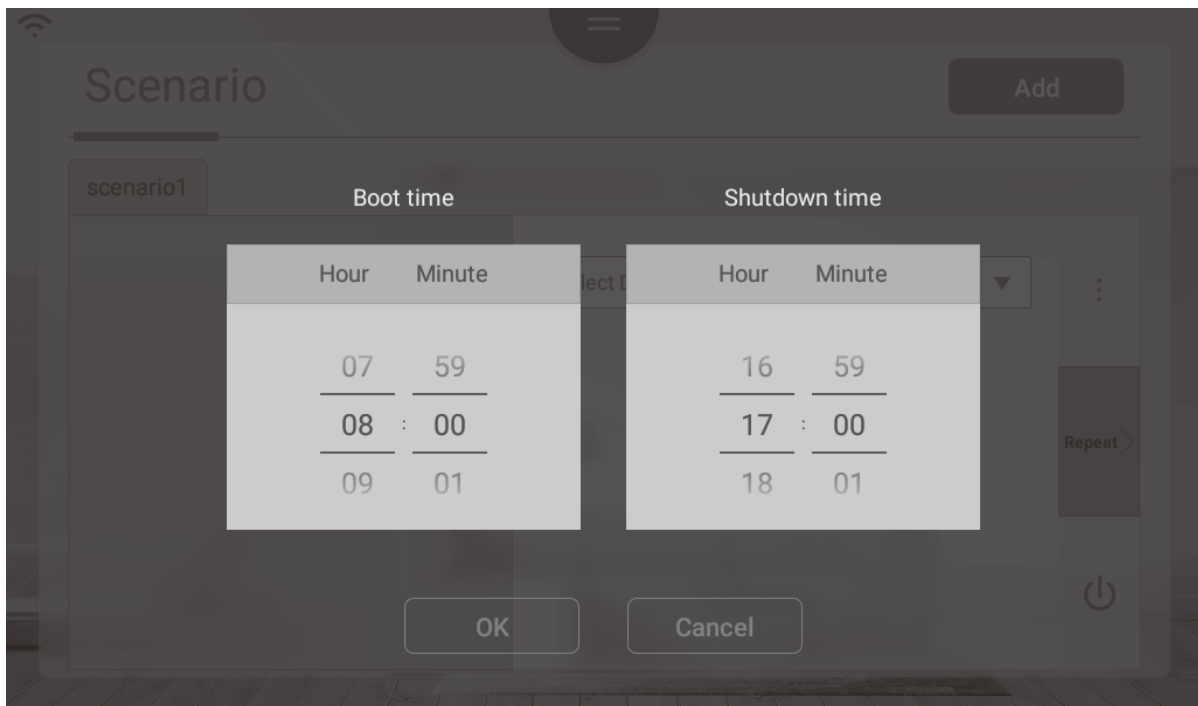 Scenario
Add
scenario1
Boot time
Shutdown time
Hour Minute
lect
Hour Minute
07 59
16 59
08 : 00
17 : 00
Repeat
09 01
18 01
OK
Cancel